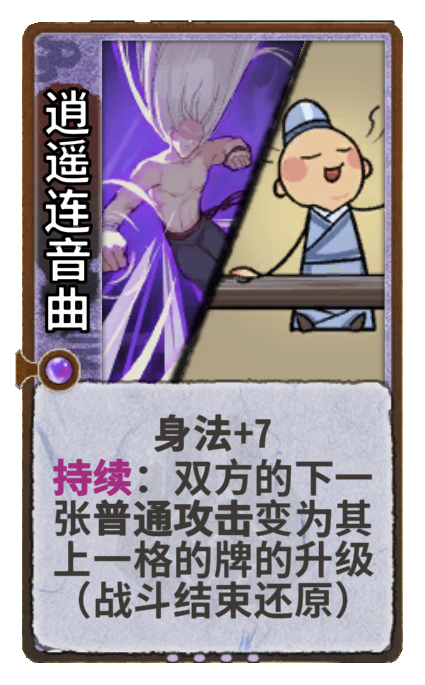 逍遥连音曲
身法+7
持续：双方的下一
张普通攻击变为其
上一格的牌的升级
（战斗结束还原）